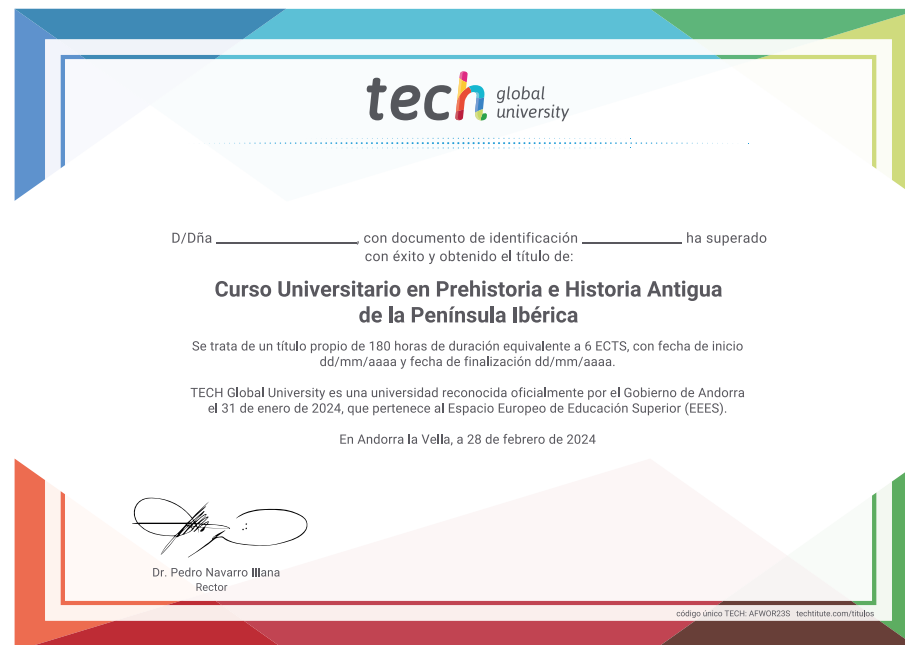 tech global university
D/Dña ____________, con documento de identificación ____________ ha superado
con éxito y obtenido el título de:
Curso Universitario en Prehistoria e Historia Antigua
de la Península Ibérica
Se trata de un título propio de 180 horas de duración equivalente a 6 ECTS, con fecha de inicio
dd/mm/aaaa y fecha de finalización dd/mm/aaaa.
TECH Global University es una universidad reconocida oficialmente por el Gobierno de Andorra
el 31 de enero de 2024, que pertenece al Espacio Europeo de Educación Superior (EEES).
En Andorra la Vella, a 28 de febrero de 2024
Dr. Pedro Navarro Illana
Rector
código único TECH: AFWOR23S techtitute.com/titulos